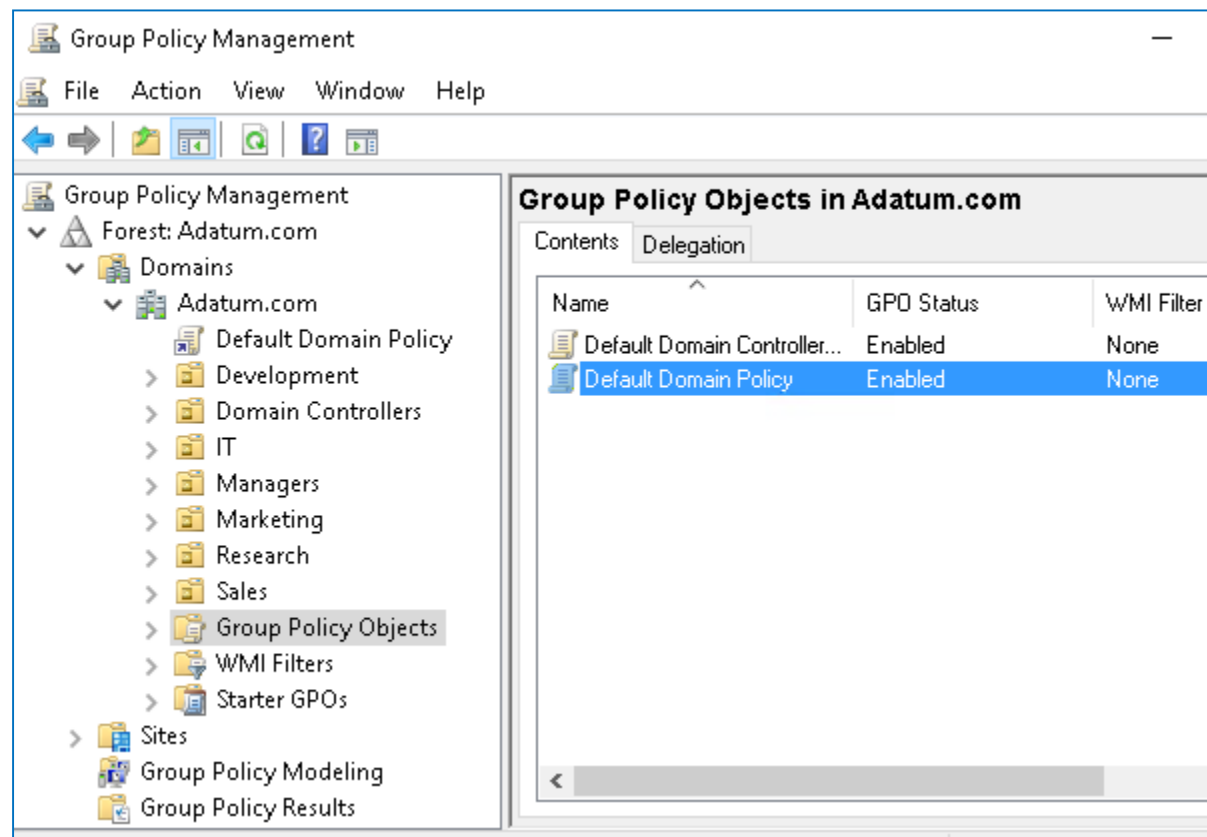 Group Policy Management
File Action View Window Help
Group Policy Management
Forest: Adatum.com
Domains
Adatum.com
Default Domain Policy
Development
Domain Controllers
IT
Managers
Marketing
Research
Sales
Group Policy Objects
WMI Filters
Starter GPOs
Sites
Group Policy Modeling
Group Policy Results
Group Policy Objects in Adatum.com
Contents Delegation
Name GPO Status WMI Filter
Default Domain Controller... Enabled None
Default Domain Policy Enabled None